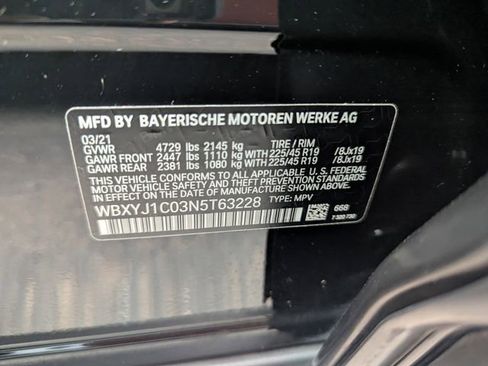 MFD BY BAYERISCHE MOTOREN WERKE AG
03/21
GVWR 4729 lbs 2145 kg TIRE / RIM
GAWR FRONT 2447 lbs 1110 kg WITH 225/45 R19 /8Jx19
GAWR REAR 2381 lbs 1080 kg WITH 225/45 R19 /8Jx19
THIS VEHICLE CONFORMS TO ALL APPLICABLE U.S. FEDERAL
MOTOR VEHICLE SAFETY STANDARDS
IN EFFECT ON THE DATE OF MANUFACTURE SHOWN ABOVE.
WBXYJ1C03N5T63228 TYPE: MPV
668